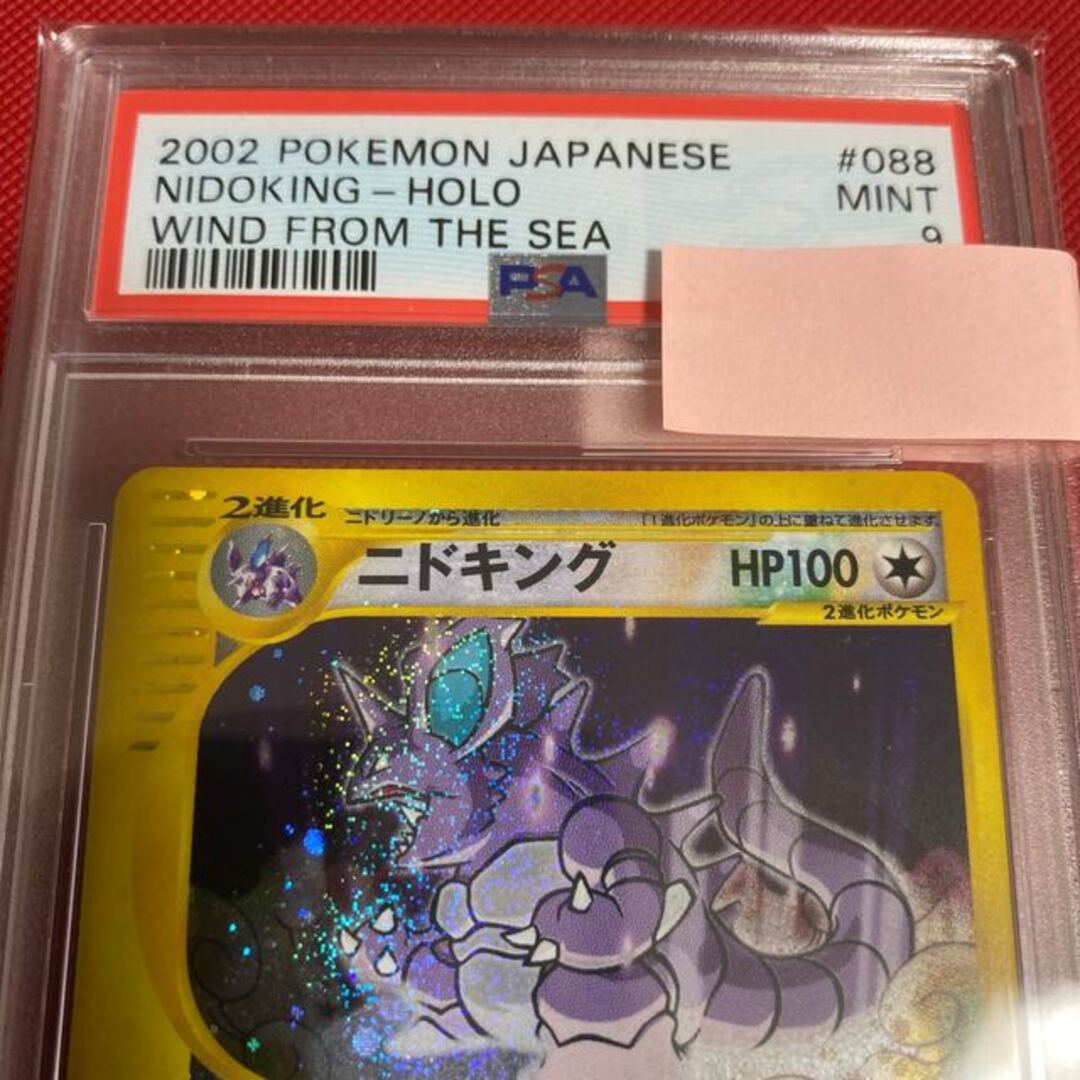 2002 POKEMON JAPANESE #088
NIDOKING - HOLO MINT
WIND FROM THE SEA 9
PSA
2進化 ニドリーノから進化 「1進化ポケモン」の上に重ねて進化させます。
ニドキング HP100
2進化ポケモン